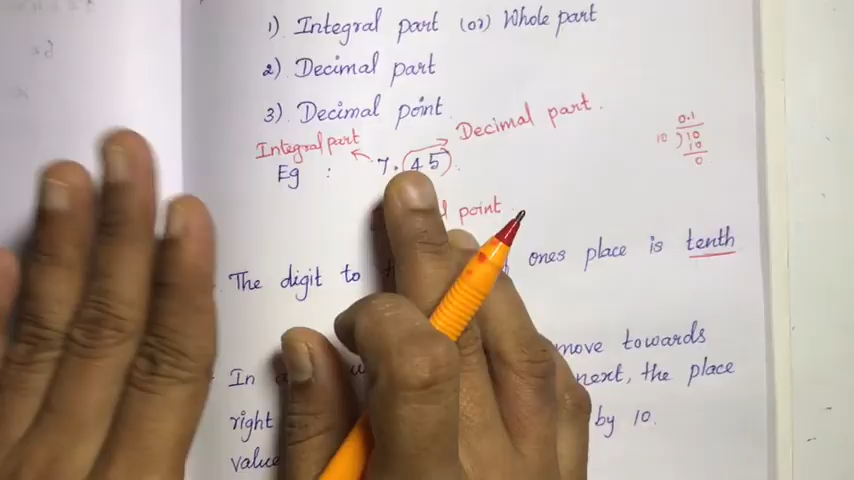 1) Integral part (or) Whole part
2) Decimal part
3) Decimal point
Integral part
Decimal part.
Eg : 7.45.
0.1
10 ) 10
10
0
point
The digit to ones place is tenth
In move towards
right next, the place
value by 10.